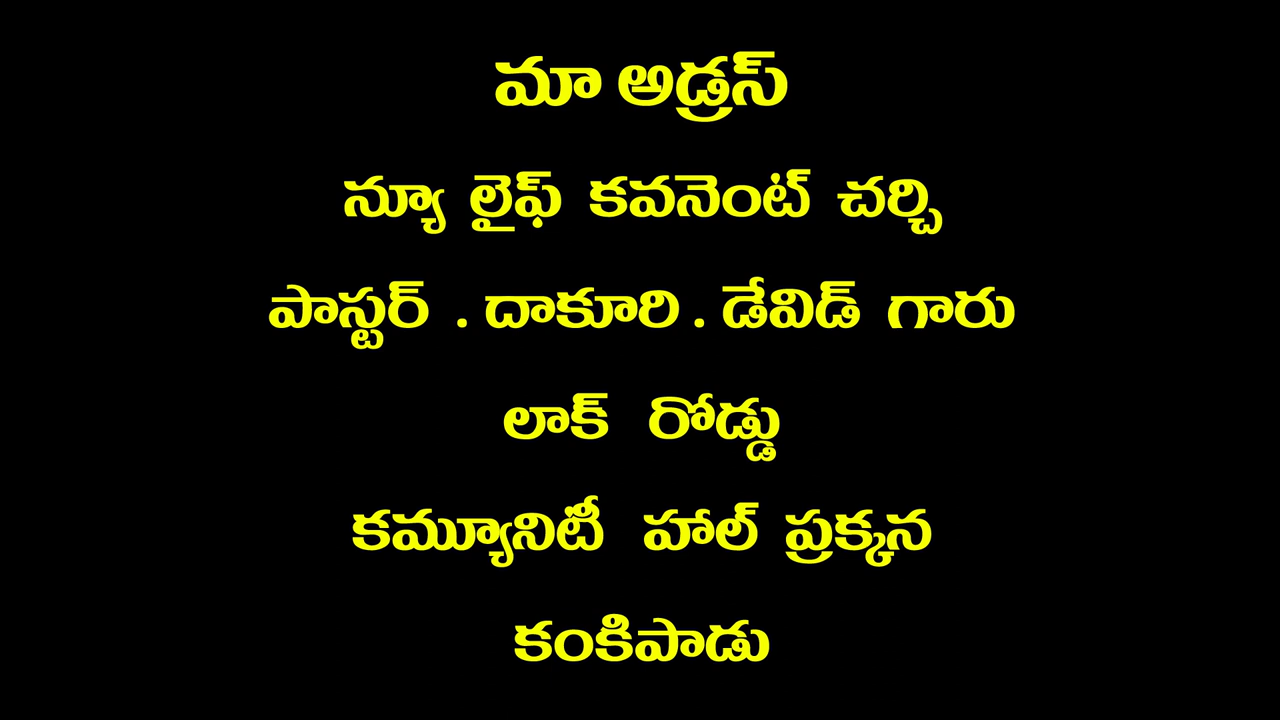 మా అడ్రస్
న్యూ లైఫ్ కవనెంట్ చర్చి
పాస్టర్ . దాకూరి . డేవిడ్ గారు
లాక్ రోడ్డు
కమ్యూనిటీ హాల్ ప్రక్కన
కంకిపాడు